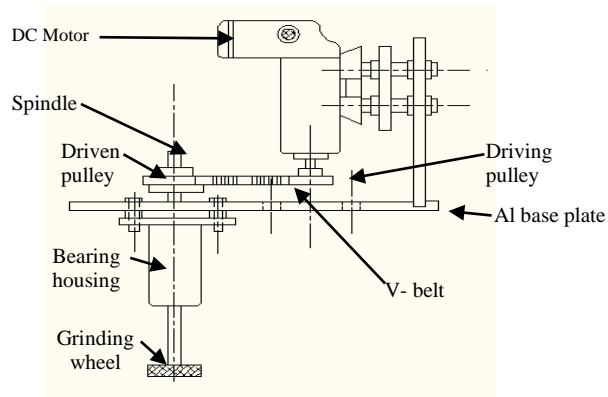 DC Motor
Spindle
Driven
pulley
Driving
pulley
Al base plate
Bearing
housing
V- belt
Grinding
wheel